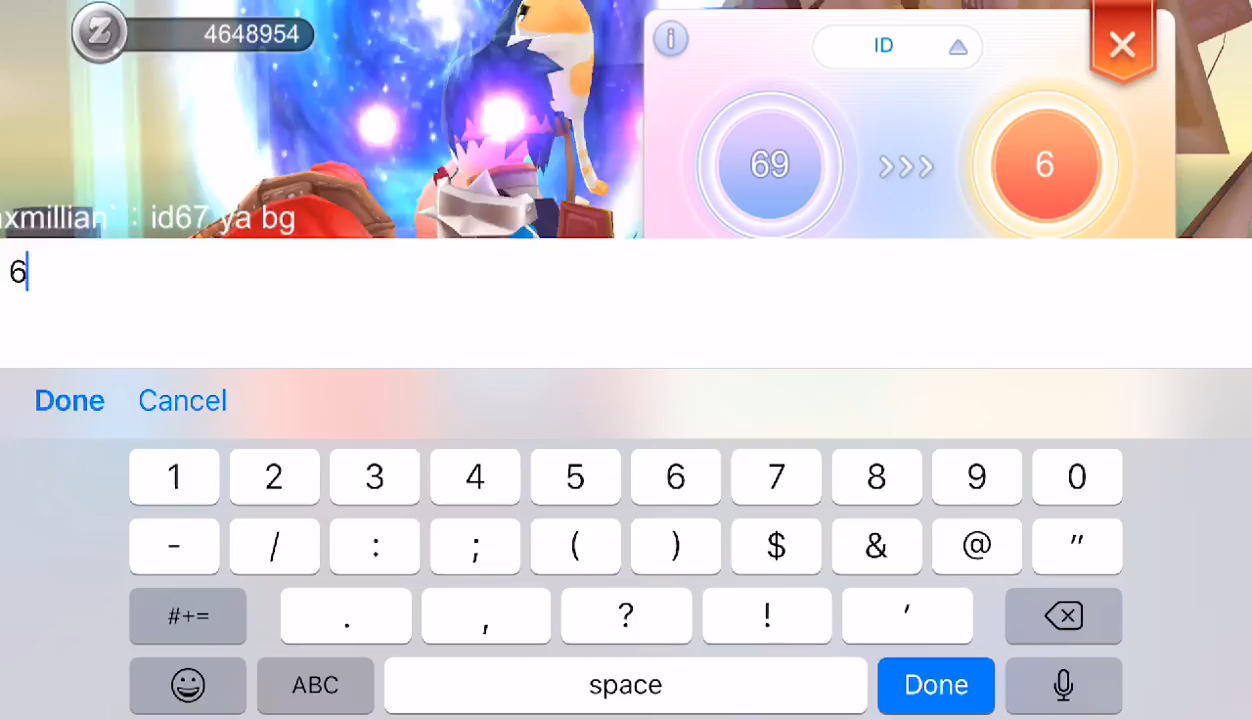 Z 4648954
i ID
69 >>> 6
xmillian` : id67 ya bg
6
Done Cancel
1 2 3 4 5 6 7 8 9 0
- / : ; ( ) $ & @ "
#+= . , ? ! ’
ABC space Done